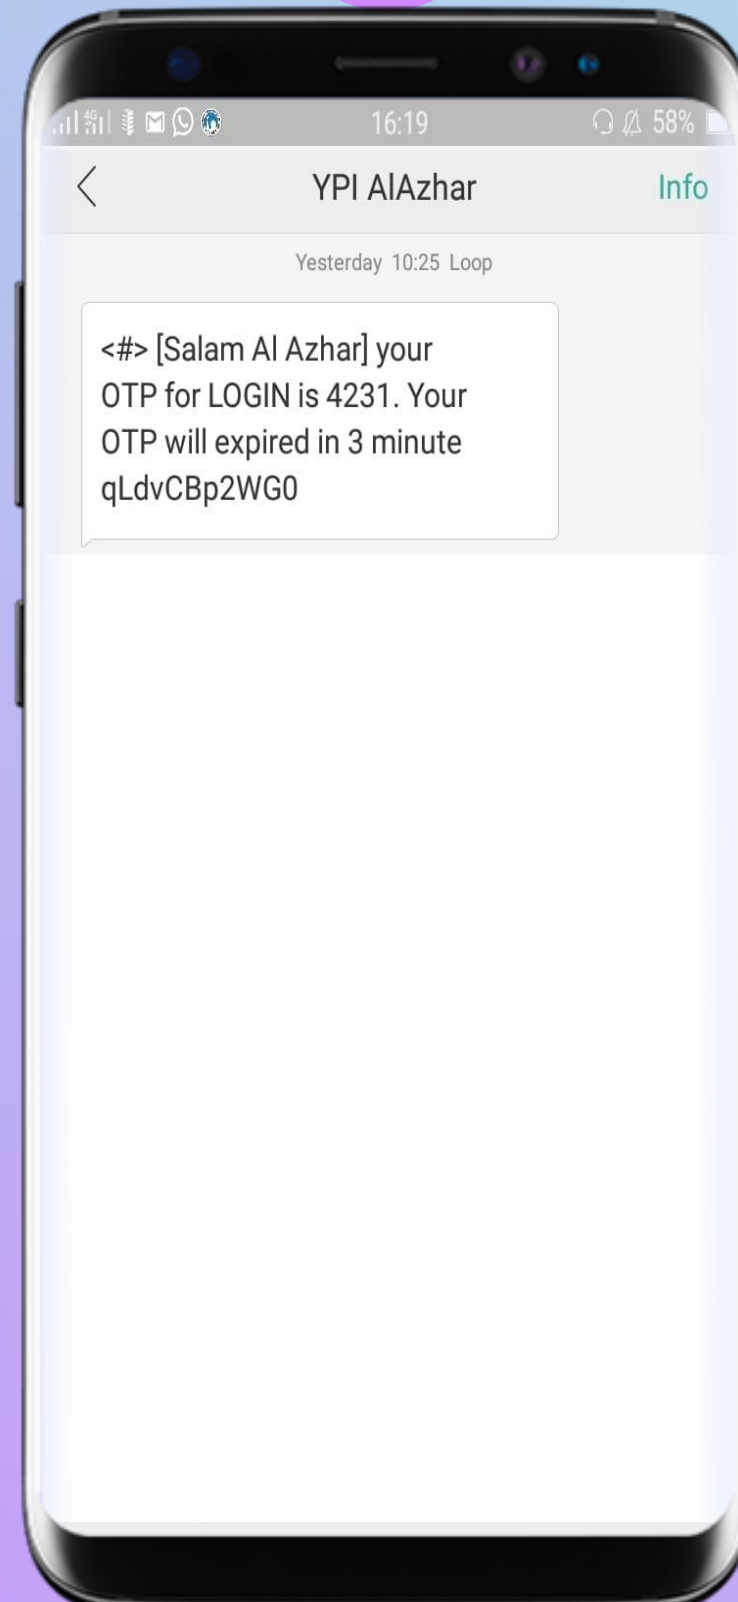 16:19
58%
YPI AlAzhar
Info
Yesterday 10:25 Loop
<#> [Salam Al Azhar] your
OTP for LOGIN is 4231. Your
OTP will expired in 3 minute
qLdvCBp2WG0